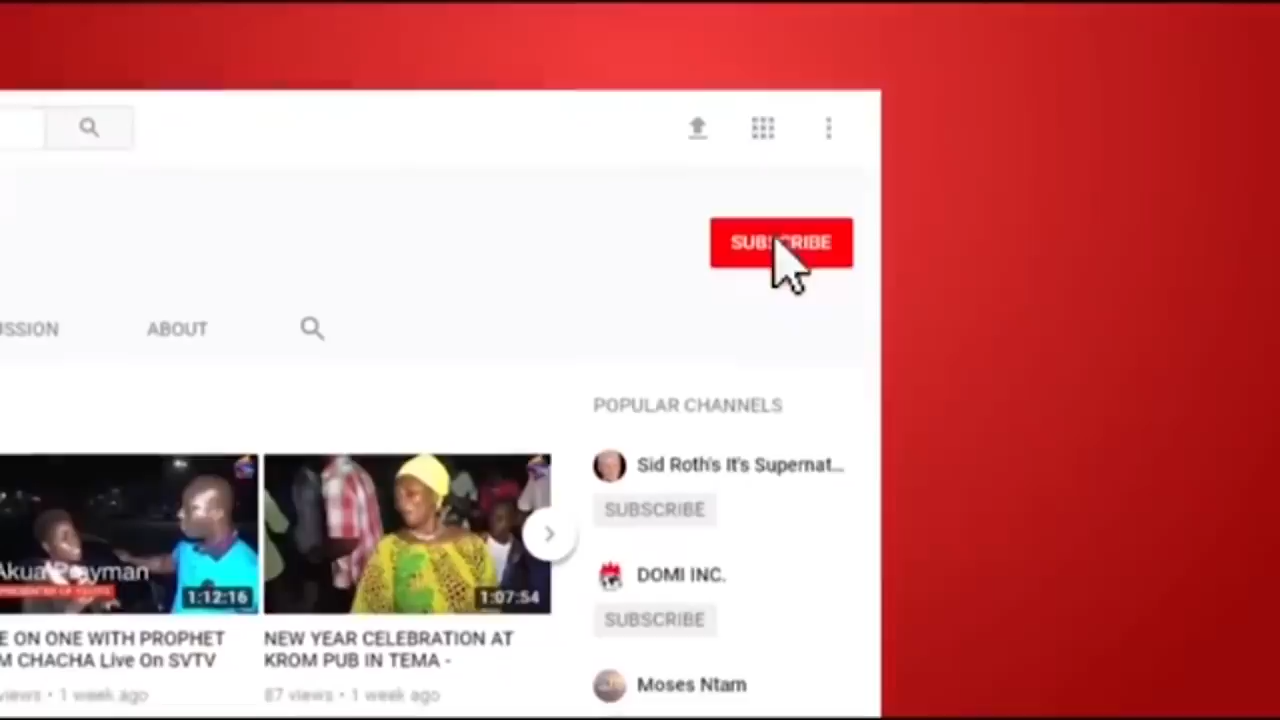 SUBSCRIBE
USSION
ABOUT
POPULAR CHANNELS
Sid Roth's It's Supernat...
SUBSCRIBE
DOMI INC.
SUBSCRIBE
Moses Ntam
Akua
1:12:16
1:07:54
E ON ONE WITH PROPHET
M CHACHA Live On SVTV
views • 1 week ago
NEW YEAR CELEBRATION AT
KROM PUB IN TEMA -
87 views • 1 week ago